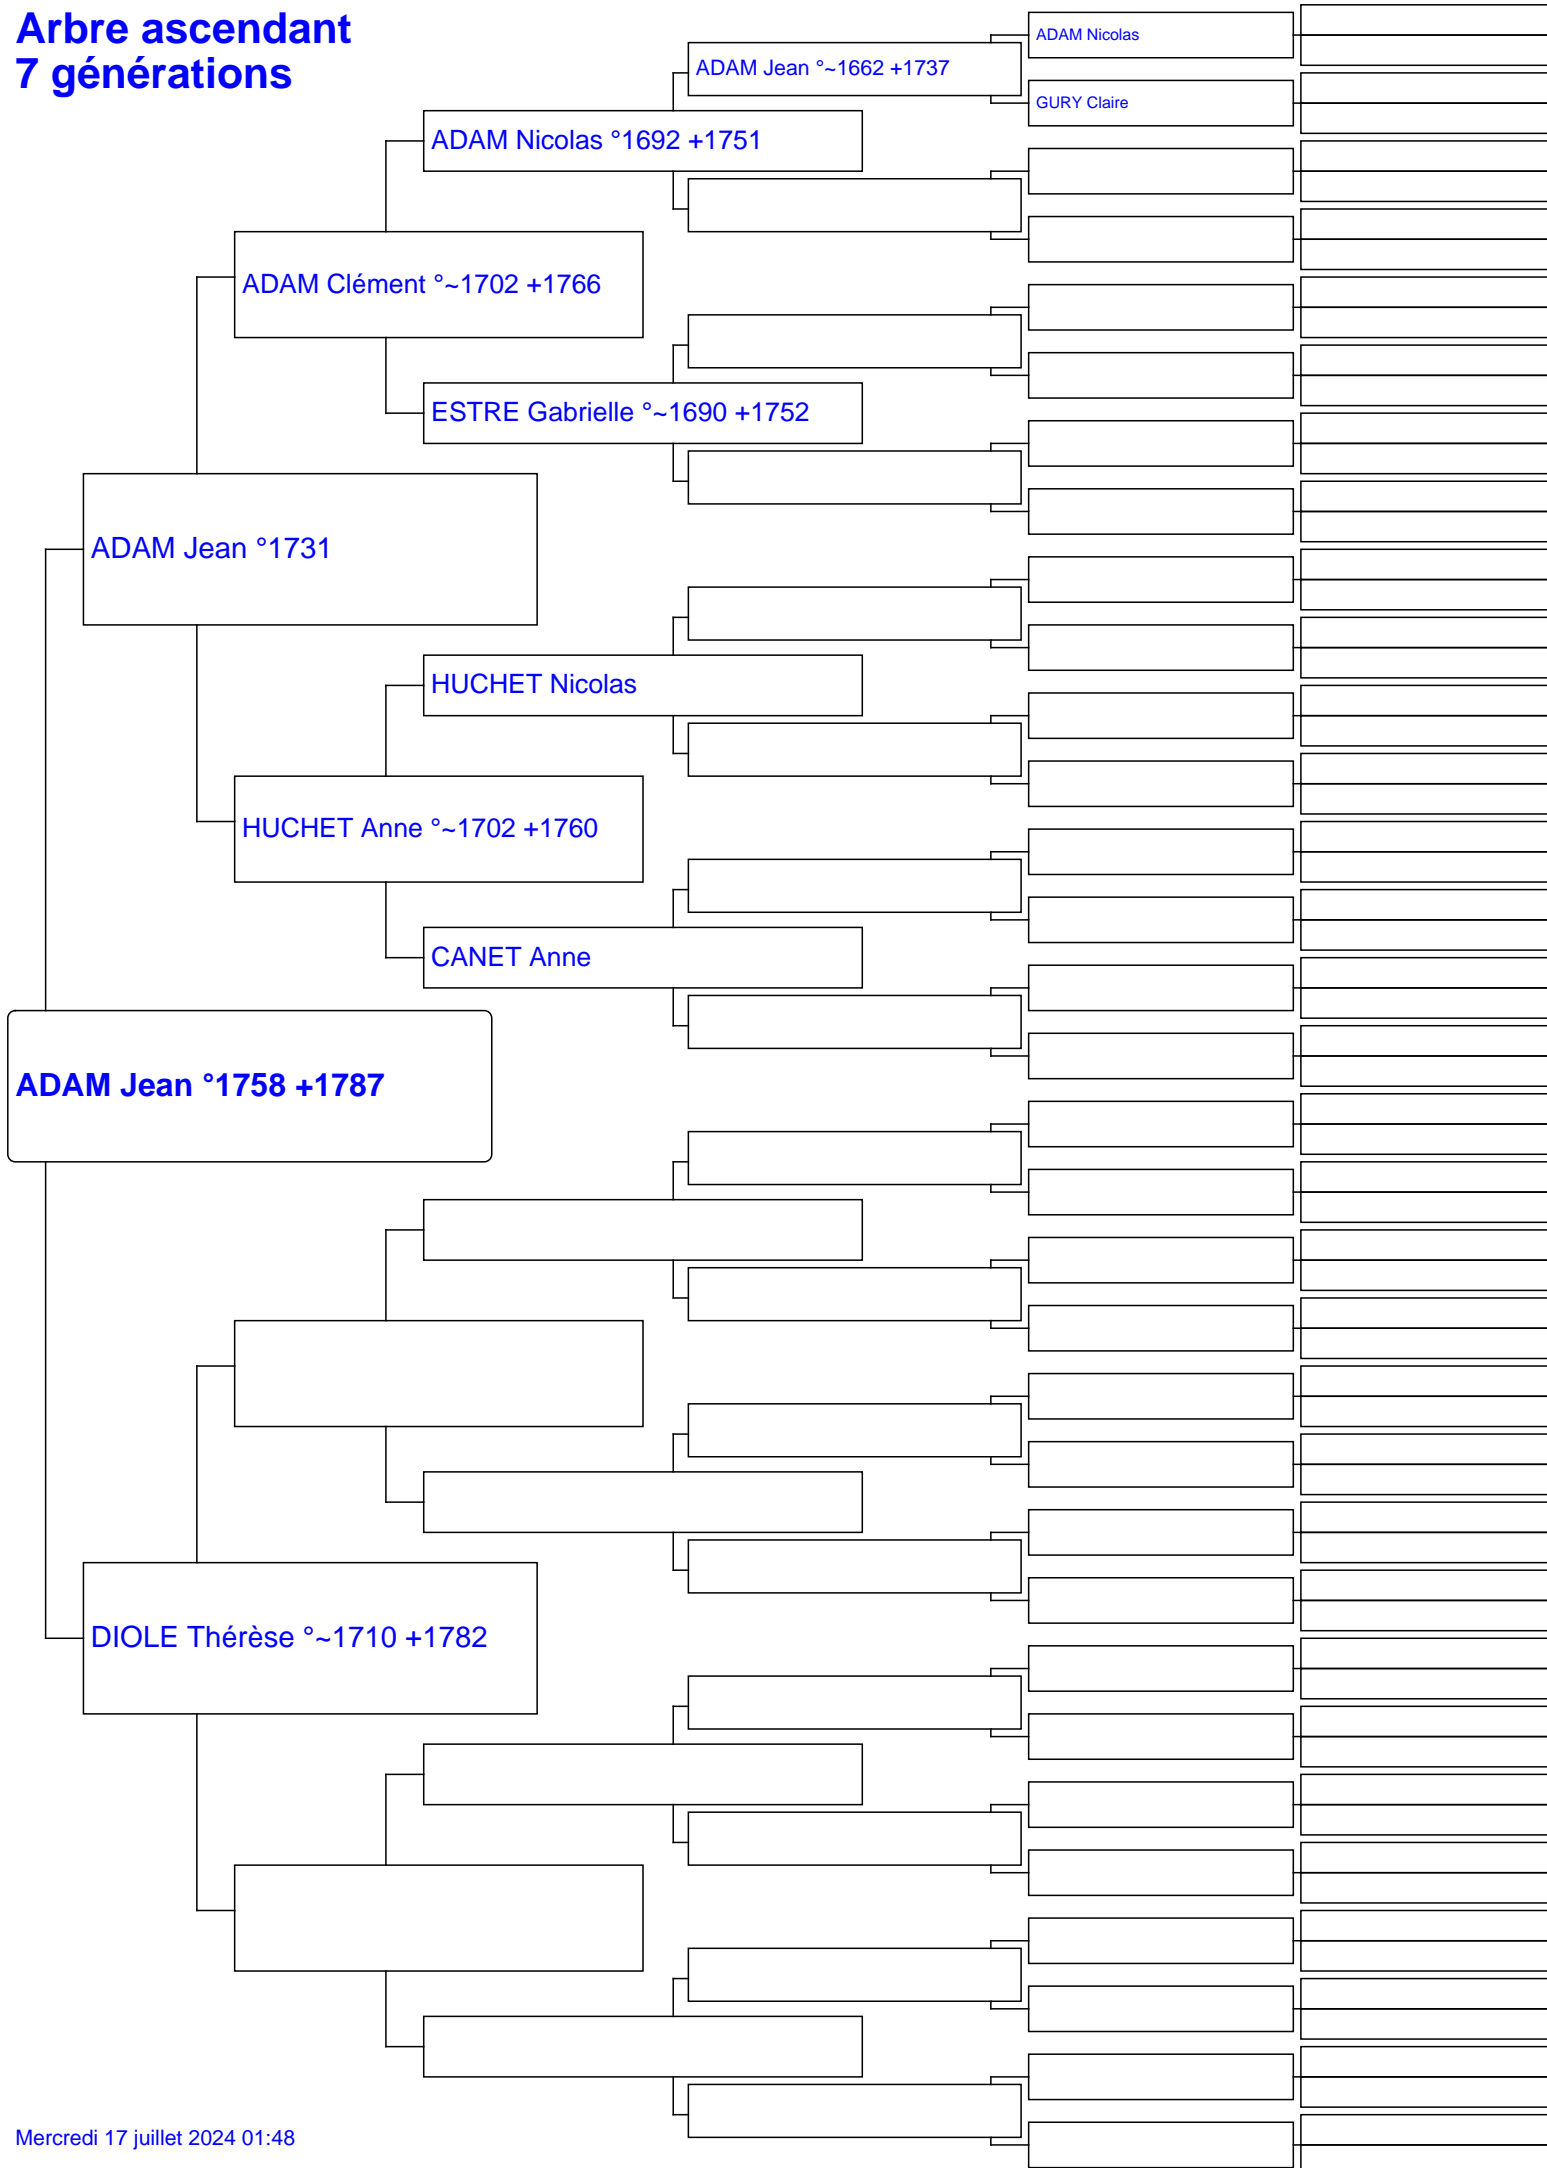 Arbre ascendant
7 générations
ADAM Nicolas
ADAM Jean °~1662 +1737
GURY Claire
ADAM Nicolas °1692 +1751
ADAM Clément °~1702 +1766
ESTRE Gabrielle °~1690 +1752
ADAM Jean °1731
HUCHET Nicolas
HUCHET Anne °~1702 +1760
CANET Anne
ADAM Jean °1758 +1787
DIOLE Thérèse °~1710 +1782
Mercredi 17 juillet 2024 01:48